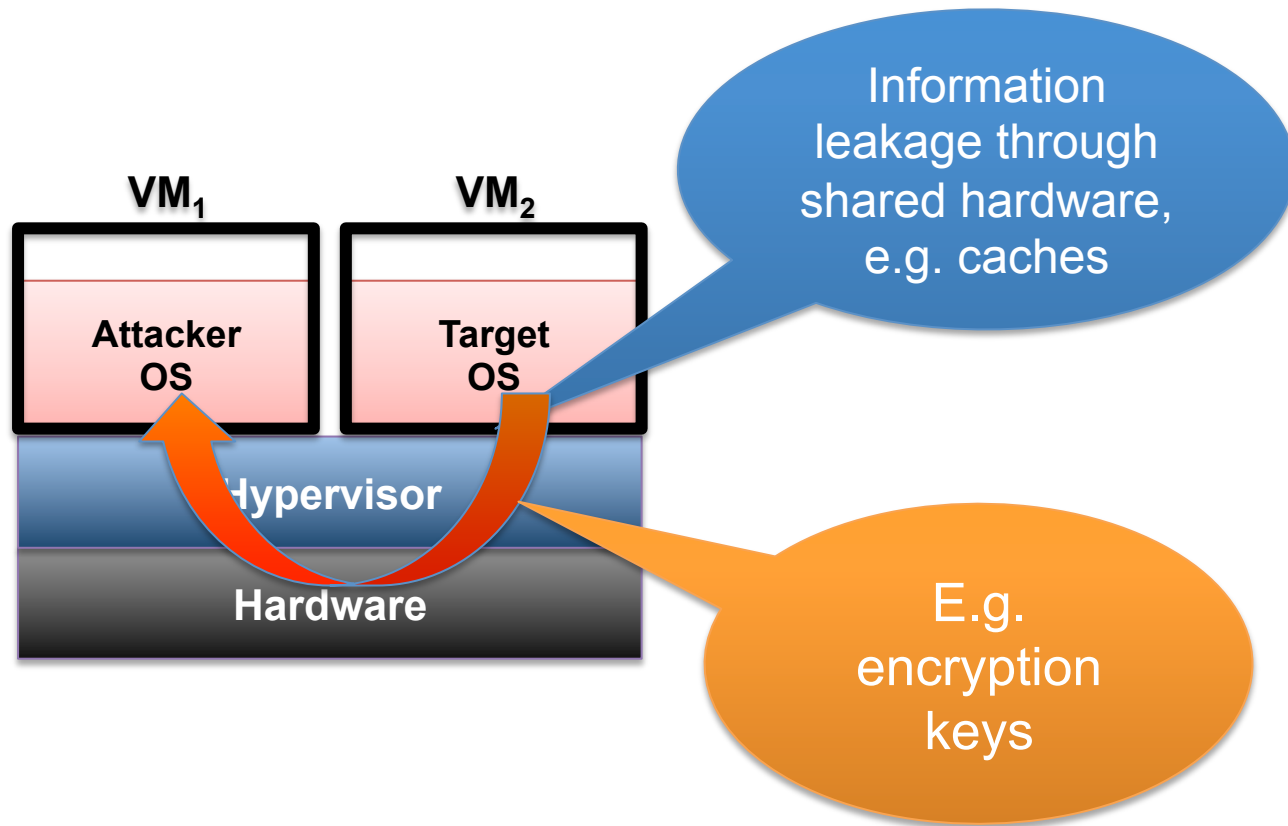 Information
leakage through
shared hardware,
e.g. caches
VM₁
VM₂
Attacker
OS
Target
OS
Hypervisor
Hardware
E.g.
encryption
keys